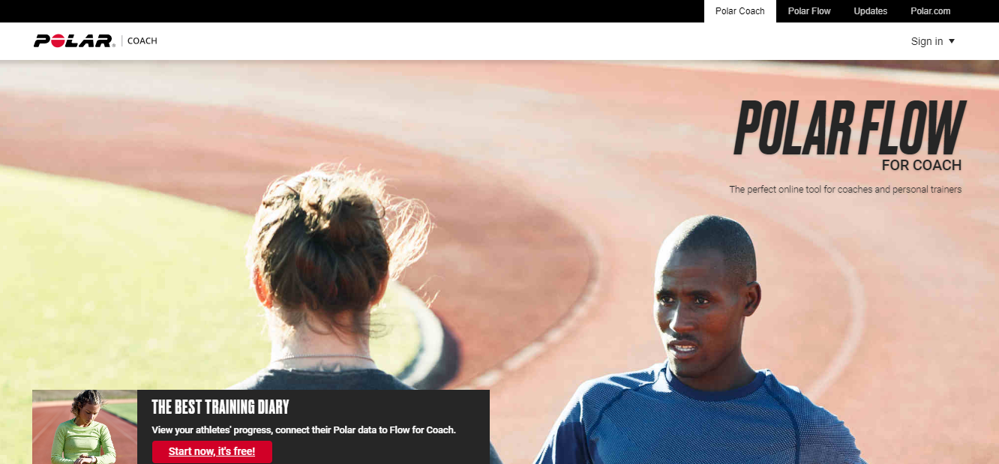 Polar Coach Polar Flow Updates Polar.com
POLAR COACH
Sign in
POLAR FLOW
FOR COACH
The perfect online tool for coaches and personal trainers
THE BEST TRAINING DIARY
View your athletes' progress, connect their Polar data to Flow for Coach.
Start now, it's free!